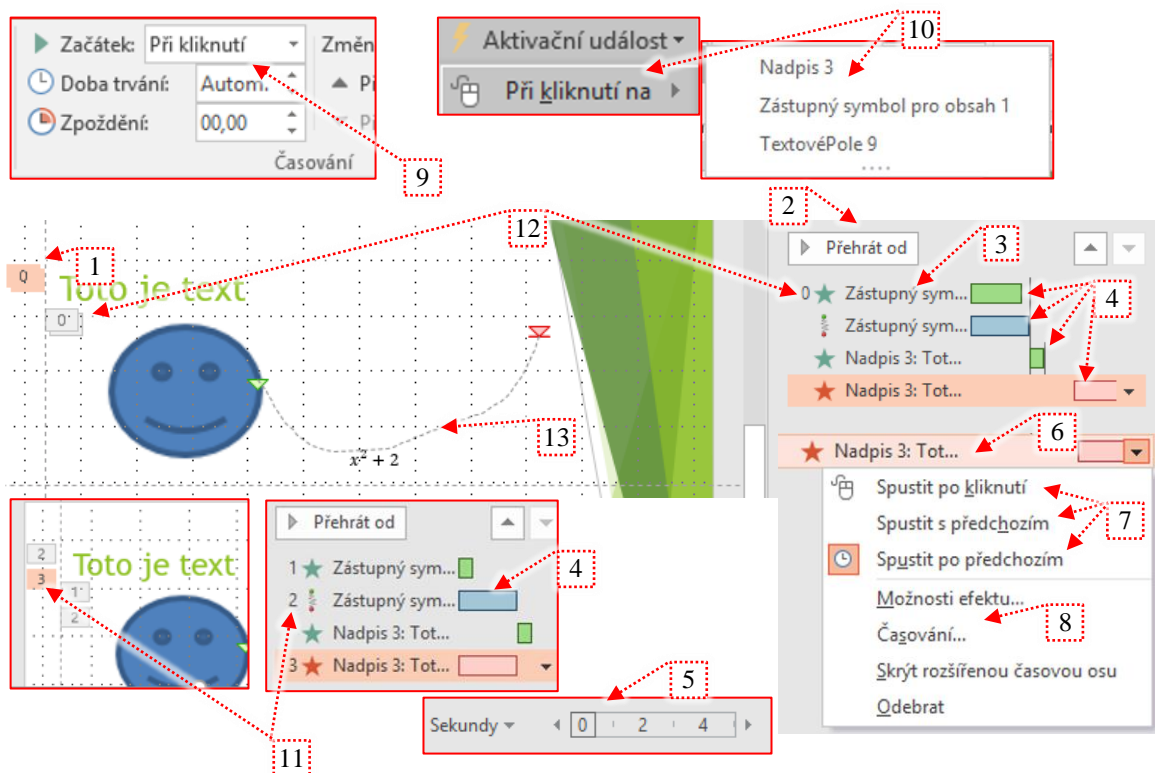 Začátek: Při kliknutí Změn
Doba trvání: Autom. Př
Zpoždění: 00,00 Př
Časování
9
Aktivační událost
Při kliknutí na
10
Nadpis 3
Zástupný symbol pro obsah 1
TextovéPole 9
12
2
1
0
Toto je text
0
13
x² + 2
Přehrát od
3
0 Zástupný sym...
4
Zástupný sym...
Nadpis 3: Tot...
Nadpis 3: Tot...
6
Nadpis 3: Tot...
Spustit po kliknutí
7
Spustit s předchozím
Spustit po předchozím
Možnosti efektu...
8
Časování...
Skrýt rozšířenou časovou osu
Odebrat
2
Toto je text
3
1
2
11
Přehrát od
4
1 Zástupný sym...
2 Zástupný sym...
Nadpis 3: Tot...
3 Nadpis 3: Tot...
5
Sekundy 0 2 4